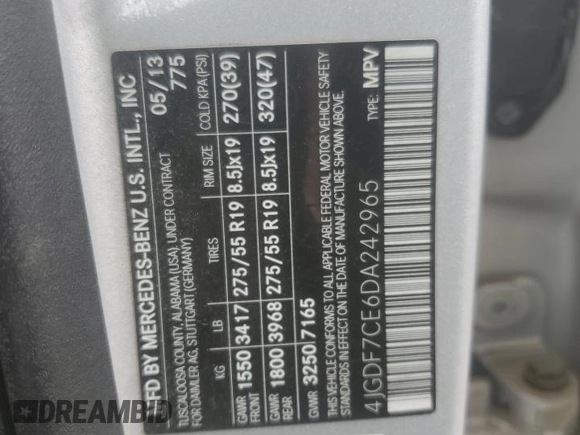 MFD BY MERCEDES-BENZ U.S. INTL., INC
TUSCALOOSA COUNTY, ALABAMA (USA), UNDER CONTRACT 05/13
FOR DAIMLER AG, STUTTGART (GERMANY) 775
KG LB TIRES RIM SIZE COLD KPA (PSI)
GAWR FRONT 1550 3417 275/55 R19 8.5Jx19 270(39)
GAWR REAR 1800 3968 275/55 R19 8.5Jx19 320(47)
GVWR 3250 7165
THIS VEHICLE CONFORMS TO ALL APPLICABLE FEDERAL MOTOR VEHICLE SAFETY
STANDARDS IN EFFECT ON THE DATE OF MANUFACTURE SHOWN ABOVE.
4JGDF7CE6DA242965 TYPE: MPV
DREAMBID